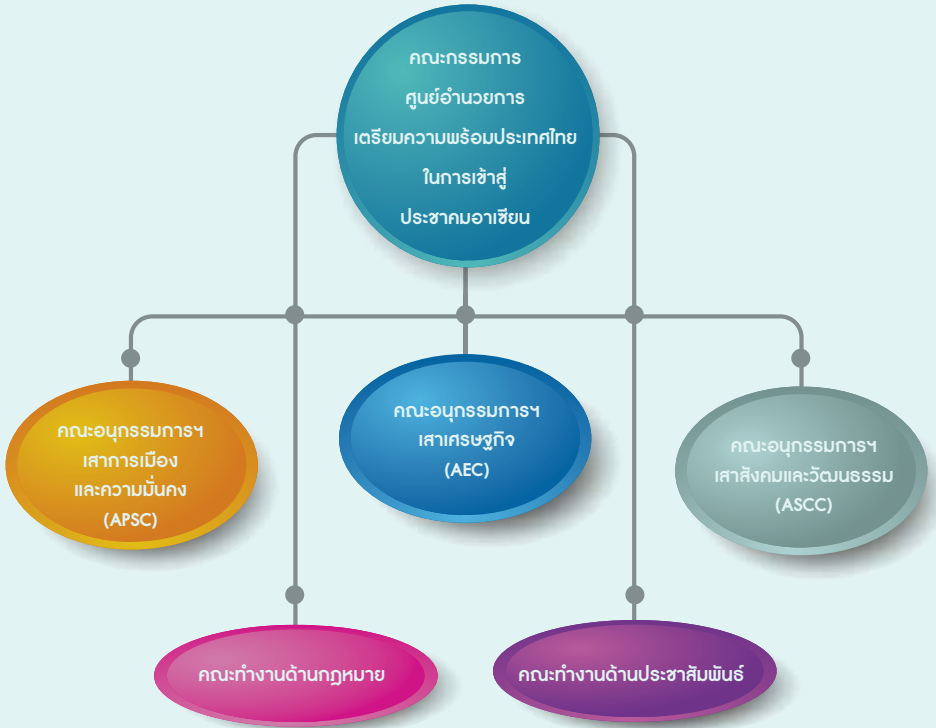 คณะกรรมการ
ศูนย์อำนวยการ
เตรียมความพร้อมประเทศไทย
ในการเข้าสู่
ประชาคมอาเซียน
คณะอนุกรรมการฯ
เสาการเมือง
และความมั่นคง
(APSC)
คณะอนุกรรมการฯ
เสาเศรษฐกิจ
(AEC)
คณะอนุกรรมการฯ
เสาสังคมและวัฒนธรรม
(ASCC)
คณะทำงานด้านกฎหมาย
คณะทำงานด้านประชาสัมพันธ์